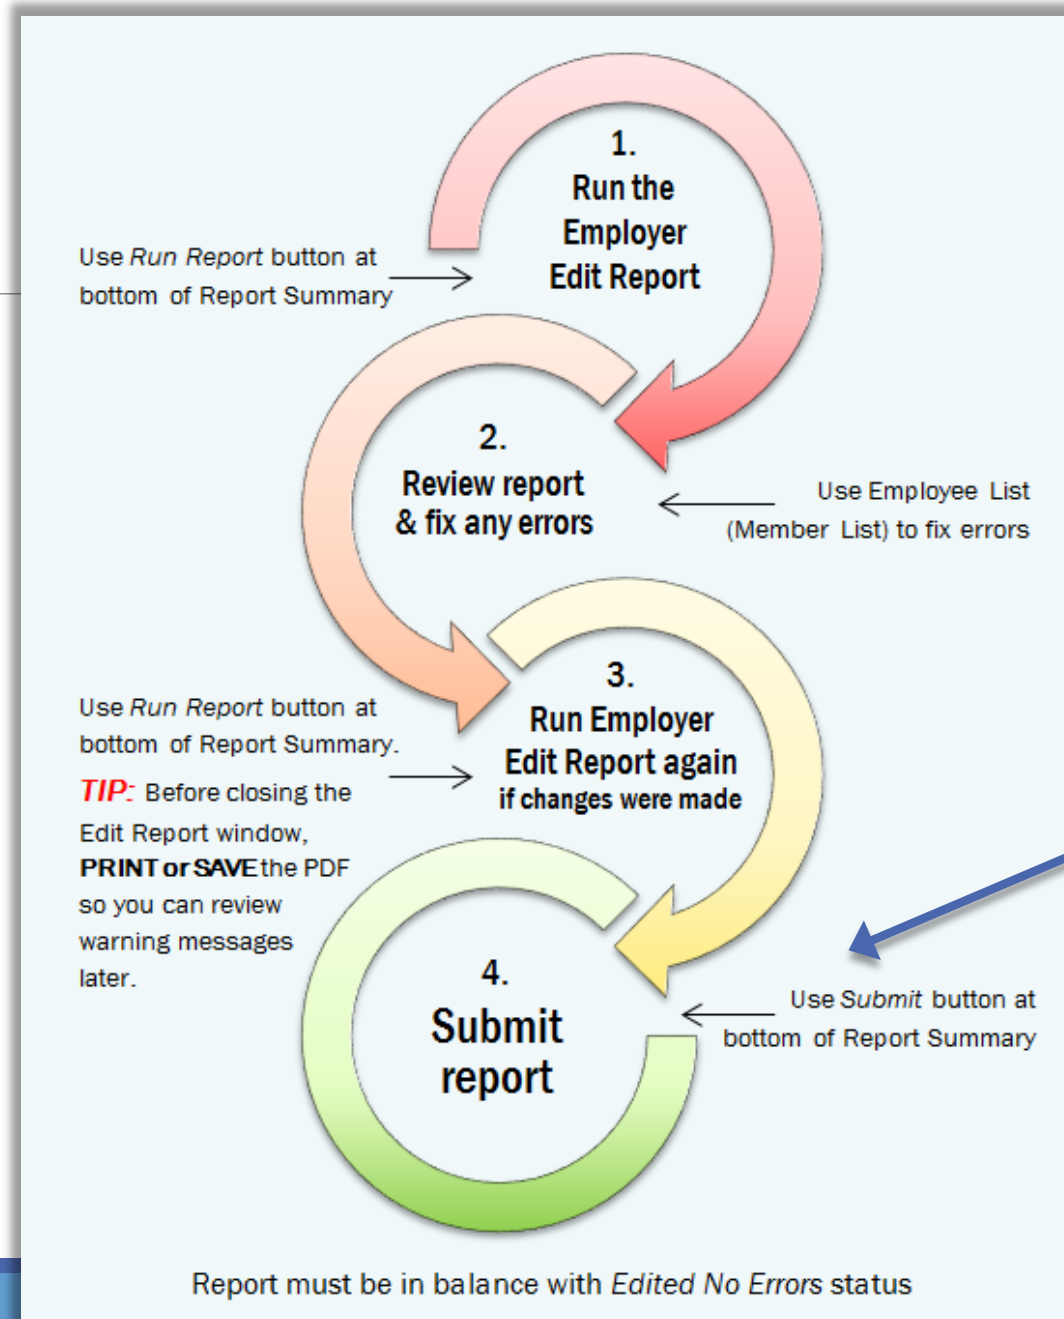 1.
Run the
Employer
Edit Report
Use Run Report button at
bottom of Report Summary
2.
Review report
& fix any errors
Use Employee List
(Member List) to fix errors
3.
Run Employer
Edit Report again
if changes were made
Use Run Report button at
bottom of Report Summary.
TIP: Before closing the
Edit Report window,
PRINT or SAVE the PDF
so you can review
warning messages
later.
4.
Submit
report
Use Submit button at
bottom of Report Summary
Report must be in balance with Edited No Errors status